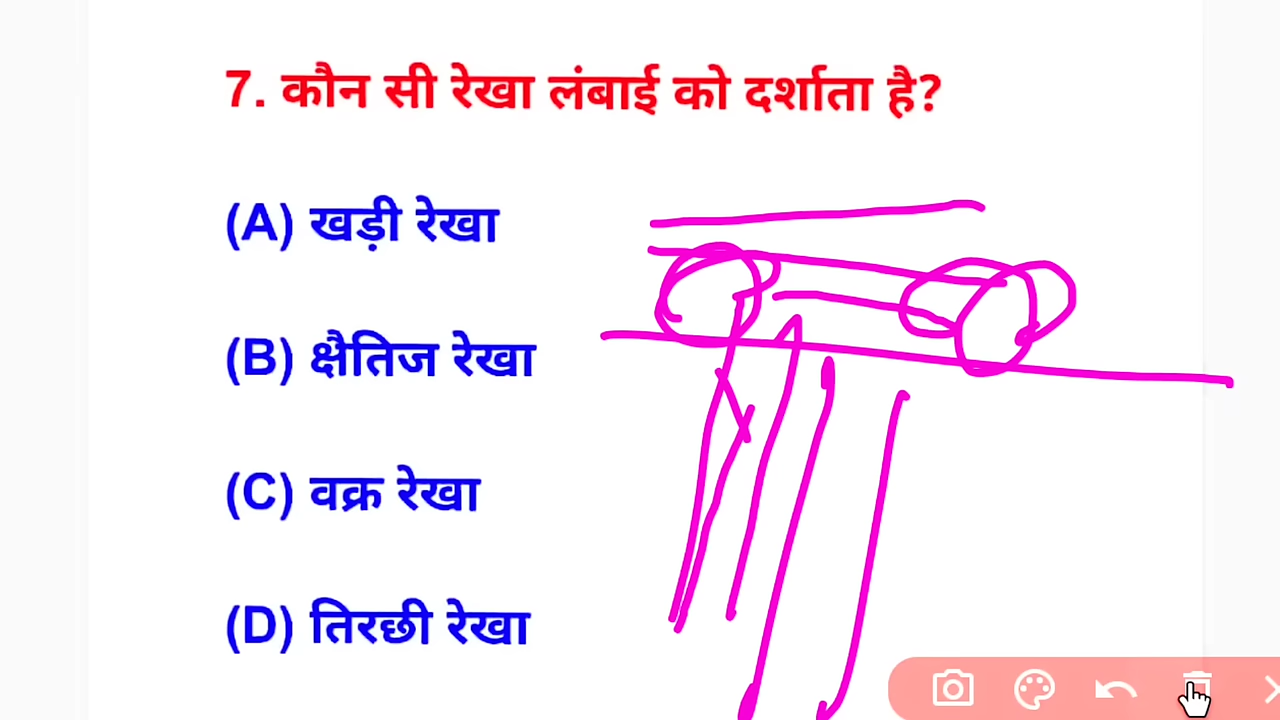 7. कौन सी रेखा लंबाई को दर्शाता है?
(A) खड़ी रेखा
(B) क्षैतिज रेखा
(C) वक्र रेखा
(D) तिरछी रेखा